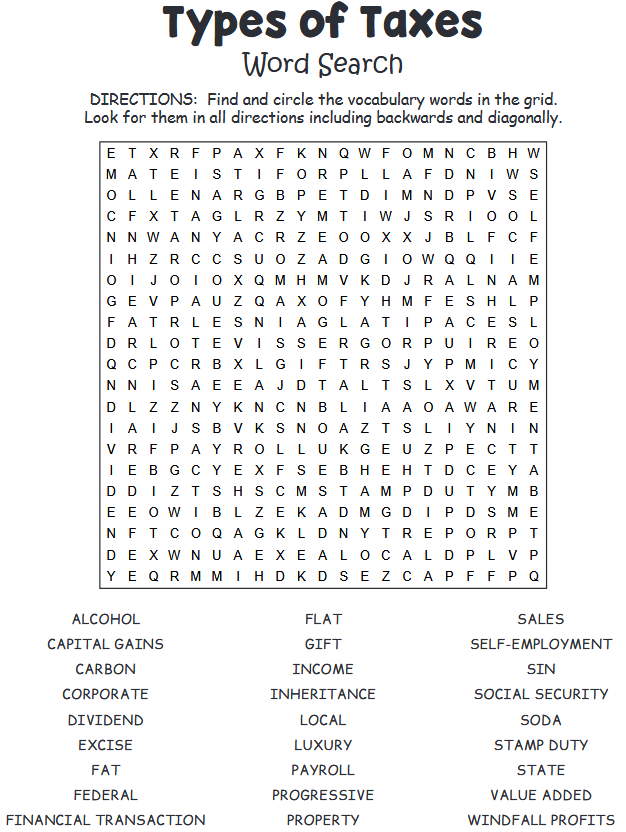 Types of Taxes
Word Search
DIRECTIONS: Find and circle the vocabulary words in the grid.
Look for them in all directions including backwards and diagonally.
E T X R F P A X F K N Q W F O M N C B H W
M A T E I S T I F O R P L L A F D N I W S
O L L E N A R G B P E T D I M N D P V S E
C F X T A G L R Z Y M T I W J S R I O O L
N N W A N Y A C R Z E O O X X J B L F C F
I H Z R C C S U O Z A D G I O W Q Q I I E
O I J O I O X Q M H M V K D J R A L N A M
G E V P A U Z Q A X O F Y H M F E S H L P
F A T R L E S N I A G L A T I P A C E S L
D R L O T E V I S S E R G O R P U I R E O
Q C P C R B X L G I F T R S J Y P M I C Y
N N I S A E E A J D T A L T S L X V T U M
D L Z Z N Y K N C N B L I A A O A W A R E
I A I J S B V K S N O A Z T S L I Y N I N
V R F P A Y R O L L U K G E U Z P E C T T
I E B G C Y E X F S E B H E H T D C E Y A
D D I Z T S H S C M S T A M P D U T Y M B
E E O W I B L Z E K A D M G D I P D S M E
N F T C O Q A G K L D N Y T R E P O R P T
D E X W N U A E X E A L O C A L D P L V P
Y E Q R M M I H D K D S E Z C A P F F P Q
ALCOHOL FLAT SALES
CAPITAL GAINS GIFT SELF-EMPLOYMENT
CARBON INCOME SIN
CORPORATE INHERITANCE SOCIAL SECURITY
DIVIDEND LOCAL SODA
EXCISE LUXURY STAMP DUTY
FAT PAYROLL STATE
FEDERAL PROGRESSIVE VALUE ADDED
FINANCIAL TRANSACTION PROPERTY WINDFALL PROFITS